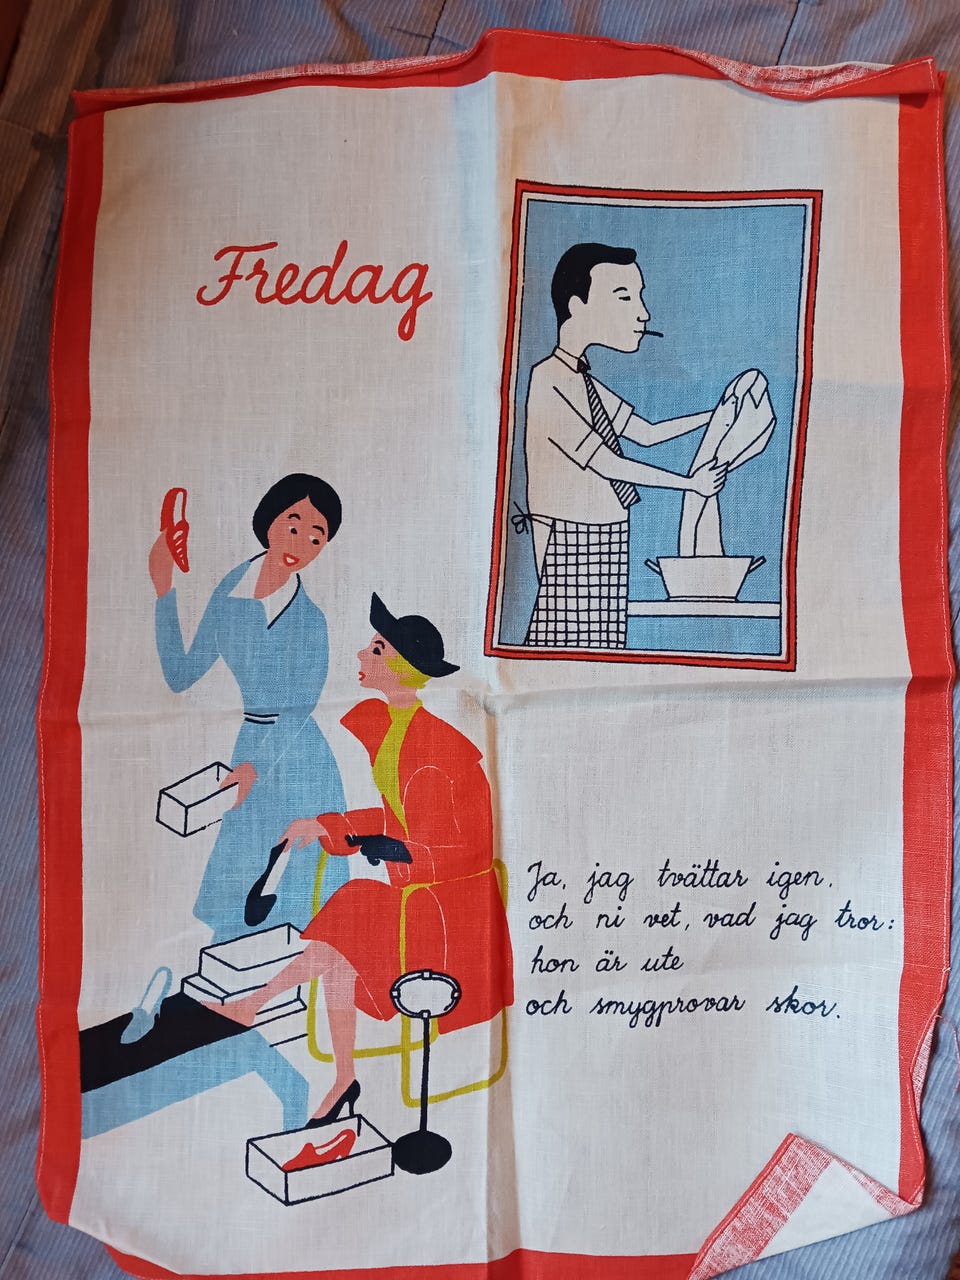 Fredag
Ja, jag tvättar igen,
och ni vet, vad jag tror:
hon är ute
och smygprovar skor.